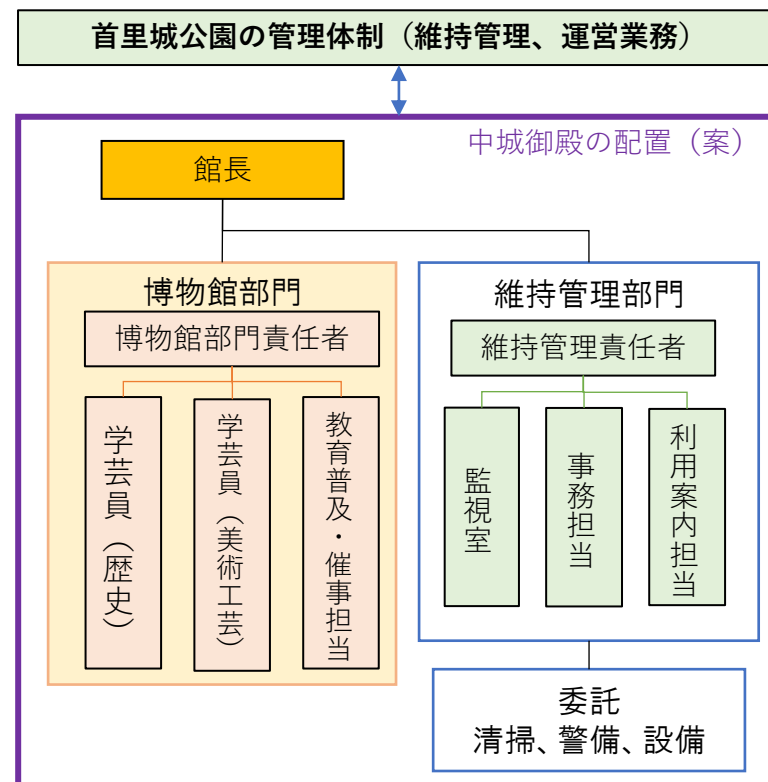 首里城公園の管理体制（維持管理、運営業務）
中城御殿の配置（案）
館長
博物館部門
博物館部門責任者
学芸員（歴史）
学芸員（美術工芸）
教育普及・催事担当
維持管理部門
維持管理責任者
監視室
事務担当
利用案内担当
委託
清掃、警備、設備